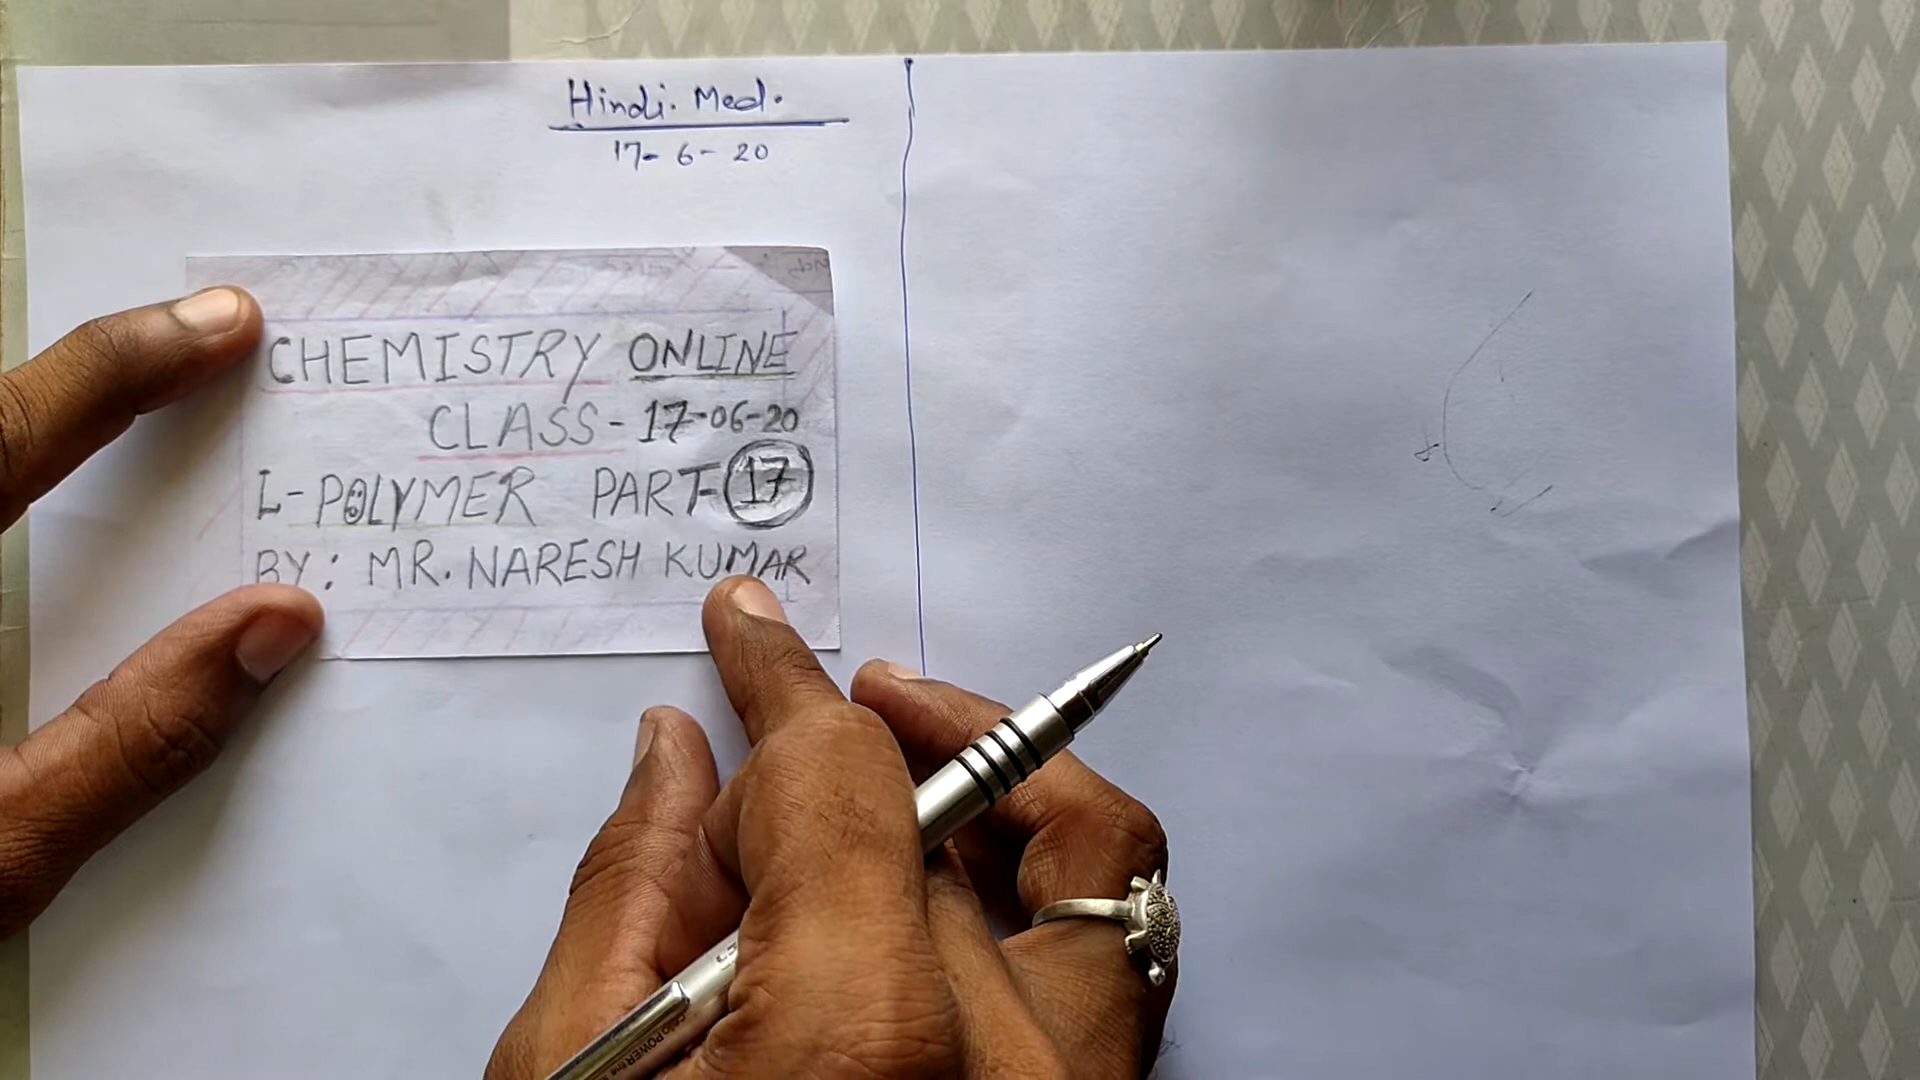 Hindi. Med.
17- 6- 20
CHEMISTRY ONLINE
CLASS- 17-06-20
L-POLYMER PART-17
BY: MR. NARESH KUMAR